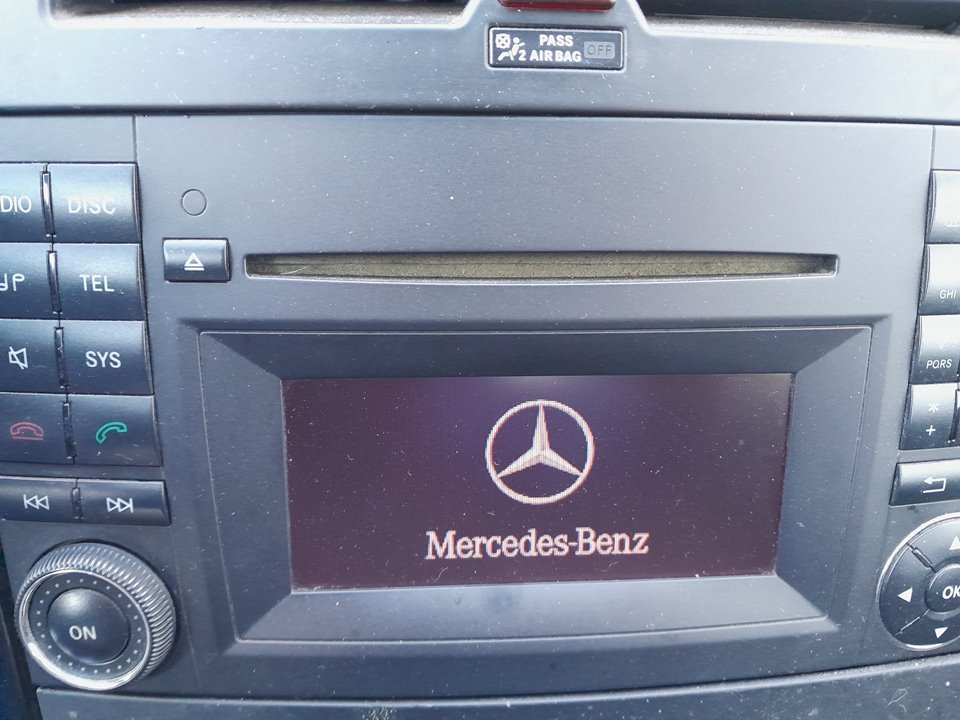 PASS
2 AIR BAG OFF
DISC
TEL
SYS
ON
Mercedes-Benz
GHI
PQRS
*
+
OK